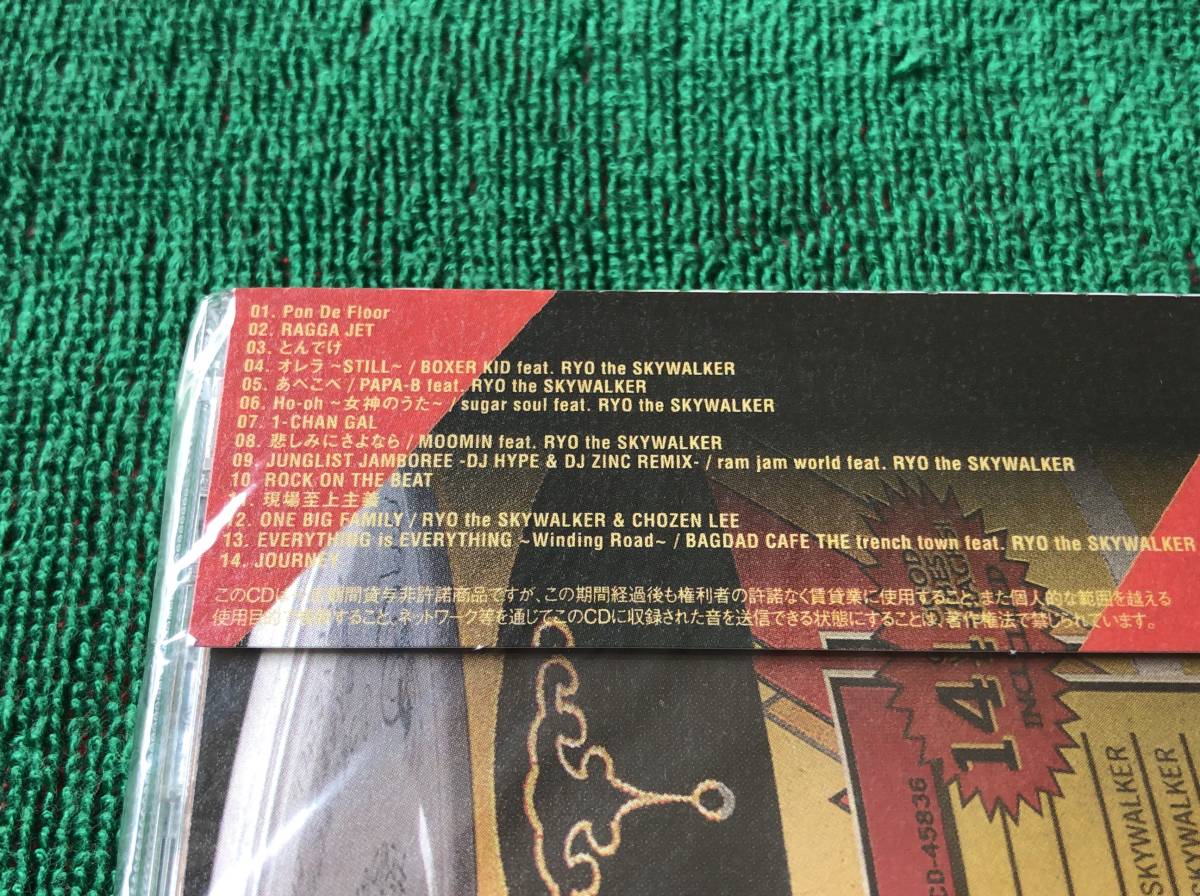 01. Pon De Floor
02. RAGGA JET
03. とんでけ
04. オレラ ~STILL~ / BOXER KID feat. RYO the SKYWALKER
05. あべこべ / PAPA-B feat. RYO the SKYWALKER
06. Ho-oh ~女神のうた~ / sugar soul feat. RYO the SKYWALKER
07. 1-CHAN GAL
08. 悲しみにさよなら / MOOMIN feat. RYO the SKYWALKER
09. JUNGLIST JAMBOREE -DJ HYPE & DJ ZINC REMIX- / ram jam world feat. RYO the SKYWALKER
10. ROCK ON THE BEAT
現場至上主義
12. ONE BIG FAMILY / RYO the SKYWALKER & CHOZEN LEE
13. EVERYTHING is EVERYTHING ~Winding Road~ / BAGDAD CAFE THE trench town feat. RYO the SKYWALKER
14. JOURNEY
このCDは 期間貸与非許諾商品ですが、この期間経過後も権利者の許諾なく賃貸業に使用すること、また個人的な範囲を越える
使用目的で すること、ネットワーク等を通じてこのCDに収録された音を送信できる状態にすることは、著作権法で禁じられています。
14
CD-45836
SKYWALKER
SKYWALKER